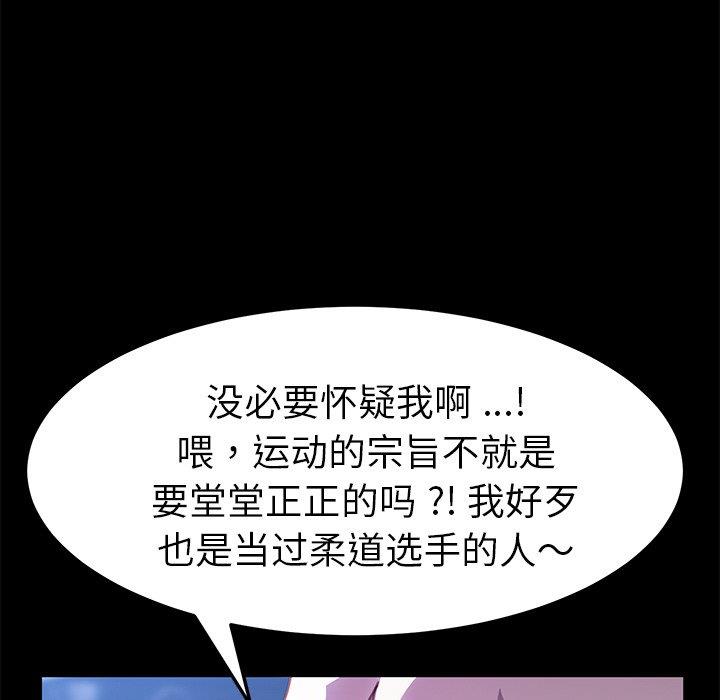 没必要怀疑我啊 ...!
喂，运动的宗旨不就是
要堂堂正正的吗 ?! 我好歹
也是当过柔道选手的人～